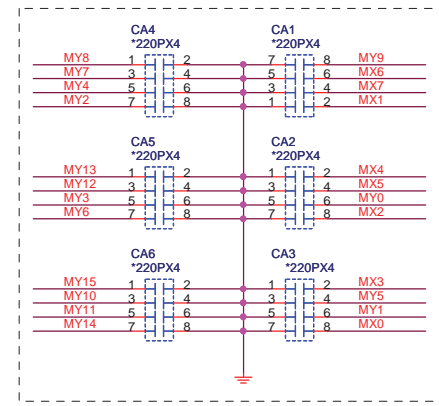 CA4 CA1
*220PX4 *220PX4
MY8 1 2 7 8 MY9
MY7 3 4 5 6 MX6
MY4 5 6 3 4 MX7
MY2 7 8 1 2 MX1
CA5 CA2
*220PX4 *220PX4
MY13 1 2 1 2 MX4
MY12 3 4 3 4 MX5
MY3 5 6 5 6 MY0
MY6 7 8 7 8 MX2
CA6 CA3
*220PX4 *220PX4
MY15 1 2 1 2 MX3
MY10 3 4 3 4 MY5
MY11 5 6 5 6 MY1
MY14 7 8 7 8 MX0